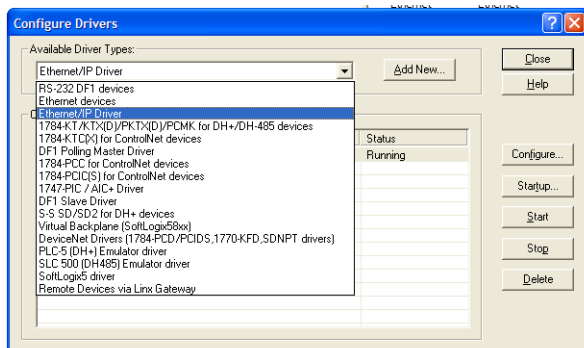 Ethernet Ethernet
Configure Drivers
Available Driver Types:
Ethernet/IP Driver
Add New...
Close
Help
RS-232 DF1 devices
Ethernet devices
Ethernet/IP Driver
1784-KT/KTX(D)/PKTX(D)/PCMK for DH+/DH-485 devices
1784-KTC(X) for ControlNet devices
DF1 Polling Master Driver
1784-PCC for ControlNet devices
1784-PCIC(S) for ControlNet devices
1747-PIC / AIC+ Driver
DF1 Slave Driver
S-S SD/SD2 for DH+ devices
Virtual Backplane (SoftLogix58xx)
DeviceNet Drivers (1784-PCD/PCIDS,1770-KFD,SDNPT drivers)
PLC-5 (DH+) Emulator driver
SLC 500 (DH485) Emulator driver
SoftLogix5 driver
Remote Devices via Linx Gateway
Status
Running
Configure...
Startup...
Start
Stop
Delete